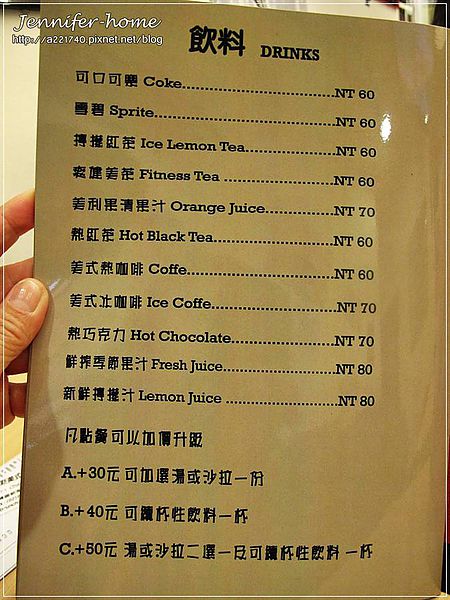 Jennifer-home
http://a221740.pixnet.net/blog
飲料 DRINKS
可口可樂 Coke...NT 60
雪碧 Sprite...NT 60
檸檬紅茶 Ice Lemon Tea...NT 60
纖維美茶 Fitness Tea ...NT 60
美利果濃果汁 Orange Juice...NT 70
熱紅茶 Hot Black Tea...NT 60
美式熱咖啡 Coffe...NT 60
美式冰咖啡 Ice Coffe...NT 70
熱巧克力 Hot Chocolate...NT 70
鮮搾季節果汁 Fresh Juice...NT 80
新鮮檸檬汁 Lemon Juice ...NT 80
凡點餐可以加價升級
A.+30元 可加選湯或沙拉一份
B.+40元 可續杯性飲料一杯
C.+50元 湯或沙拉二選一及可續杯性飲料 一杯